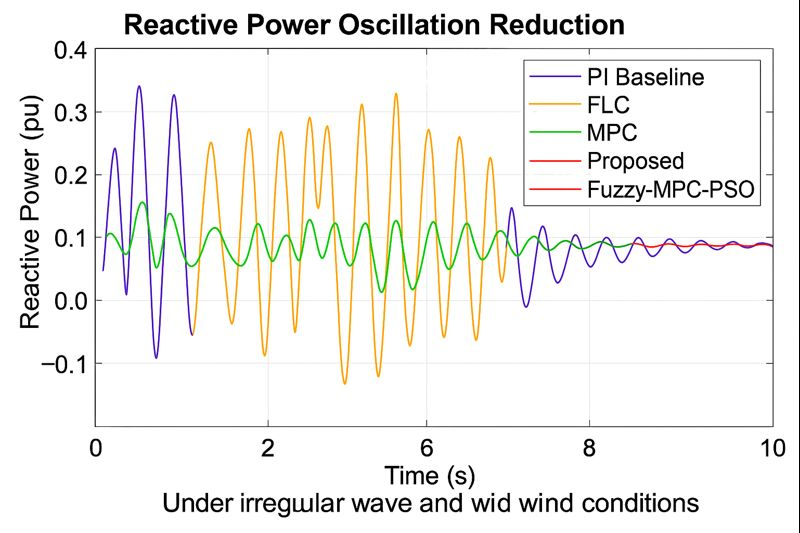 Reactive Power Oscillation Reduction
0.4
0.3
0.2
0.1
0.0
−0.1
Reactive Power (pu)
PI Baseline
FLC
MPC
Proposed
Fuzzy-MPC-PSO
0 2 6 8 10
Time (s)
Under irregular wave and wid wind conditions